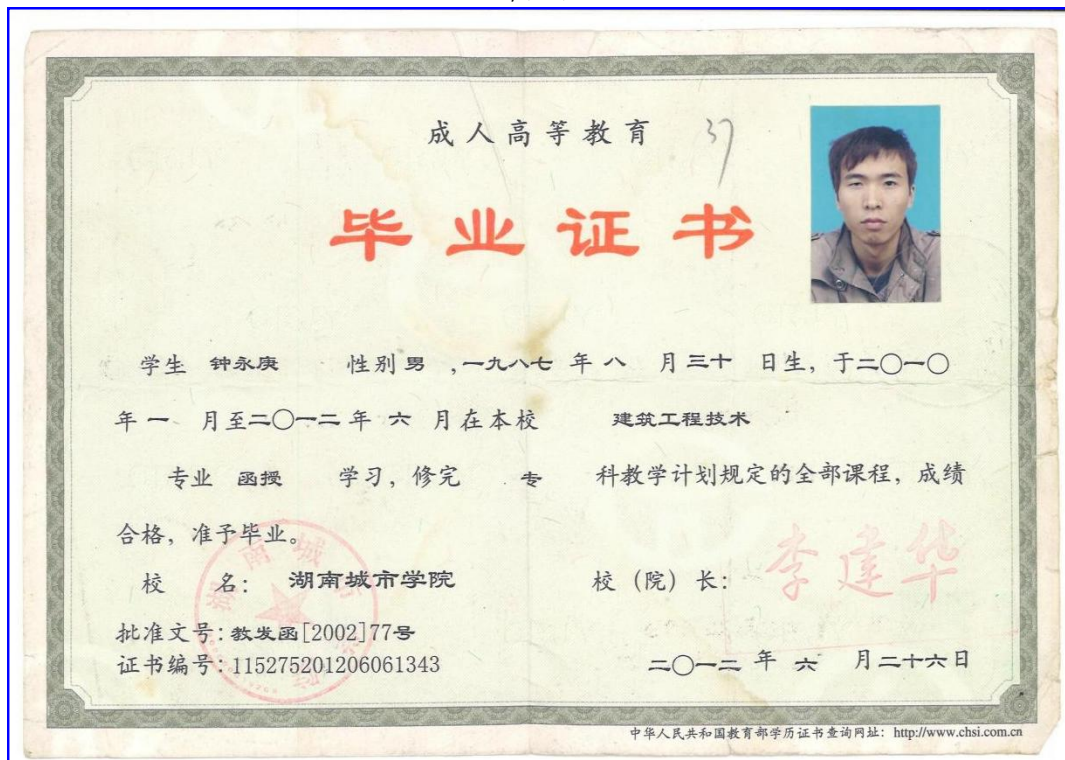 成人高等教育
37
毕业证书
学生 钟永庚 性别 男 ,一九八七 年 八 月 三十 日生, 于二〇一〇
年 一 月至二〇一二 年 六 月在本校 建筑工程技术
专业 函授 学习, 修完 专 科教学计划规定的全部课程, 成绩
合格, 准予毕业。
校 名: 湖南城市学院 校 (院) 长: 李建华
批准文号: 教发函[2002]77号
证书编号: 115275201206061343 二〇一二 年 六 月二十六日
中华人民共和国教育部学历证书查询网址: http://www.chsi.com.cn